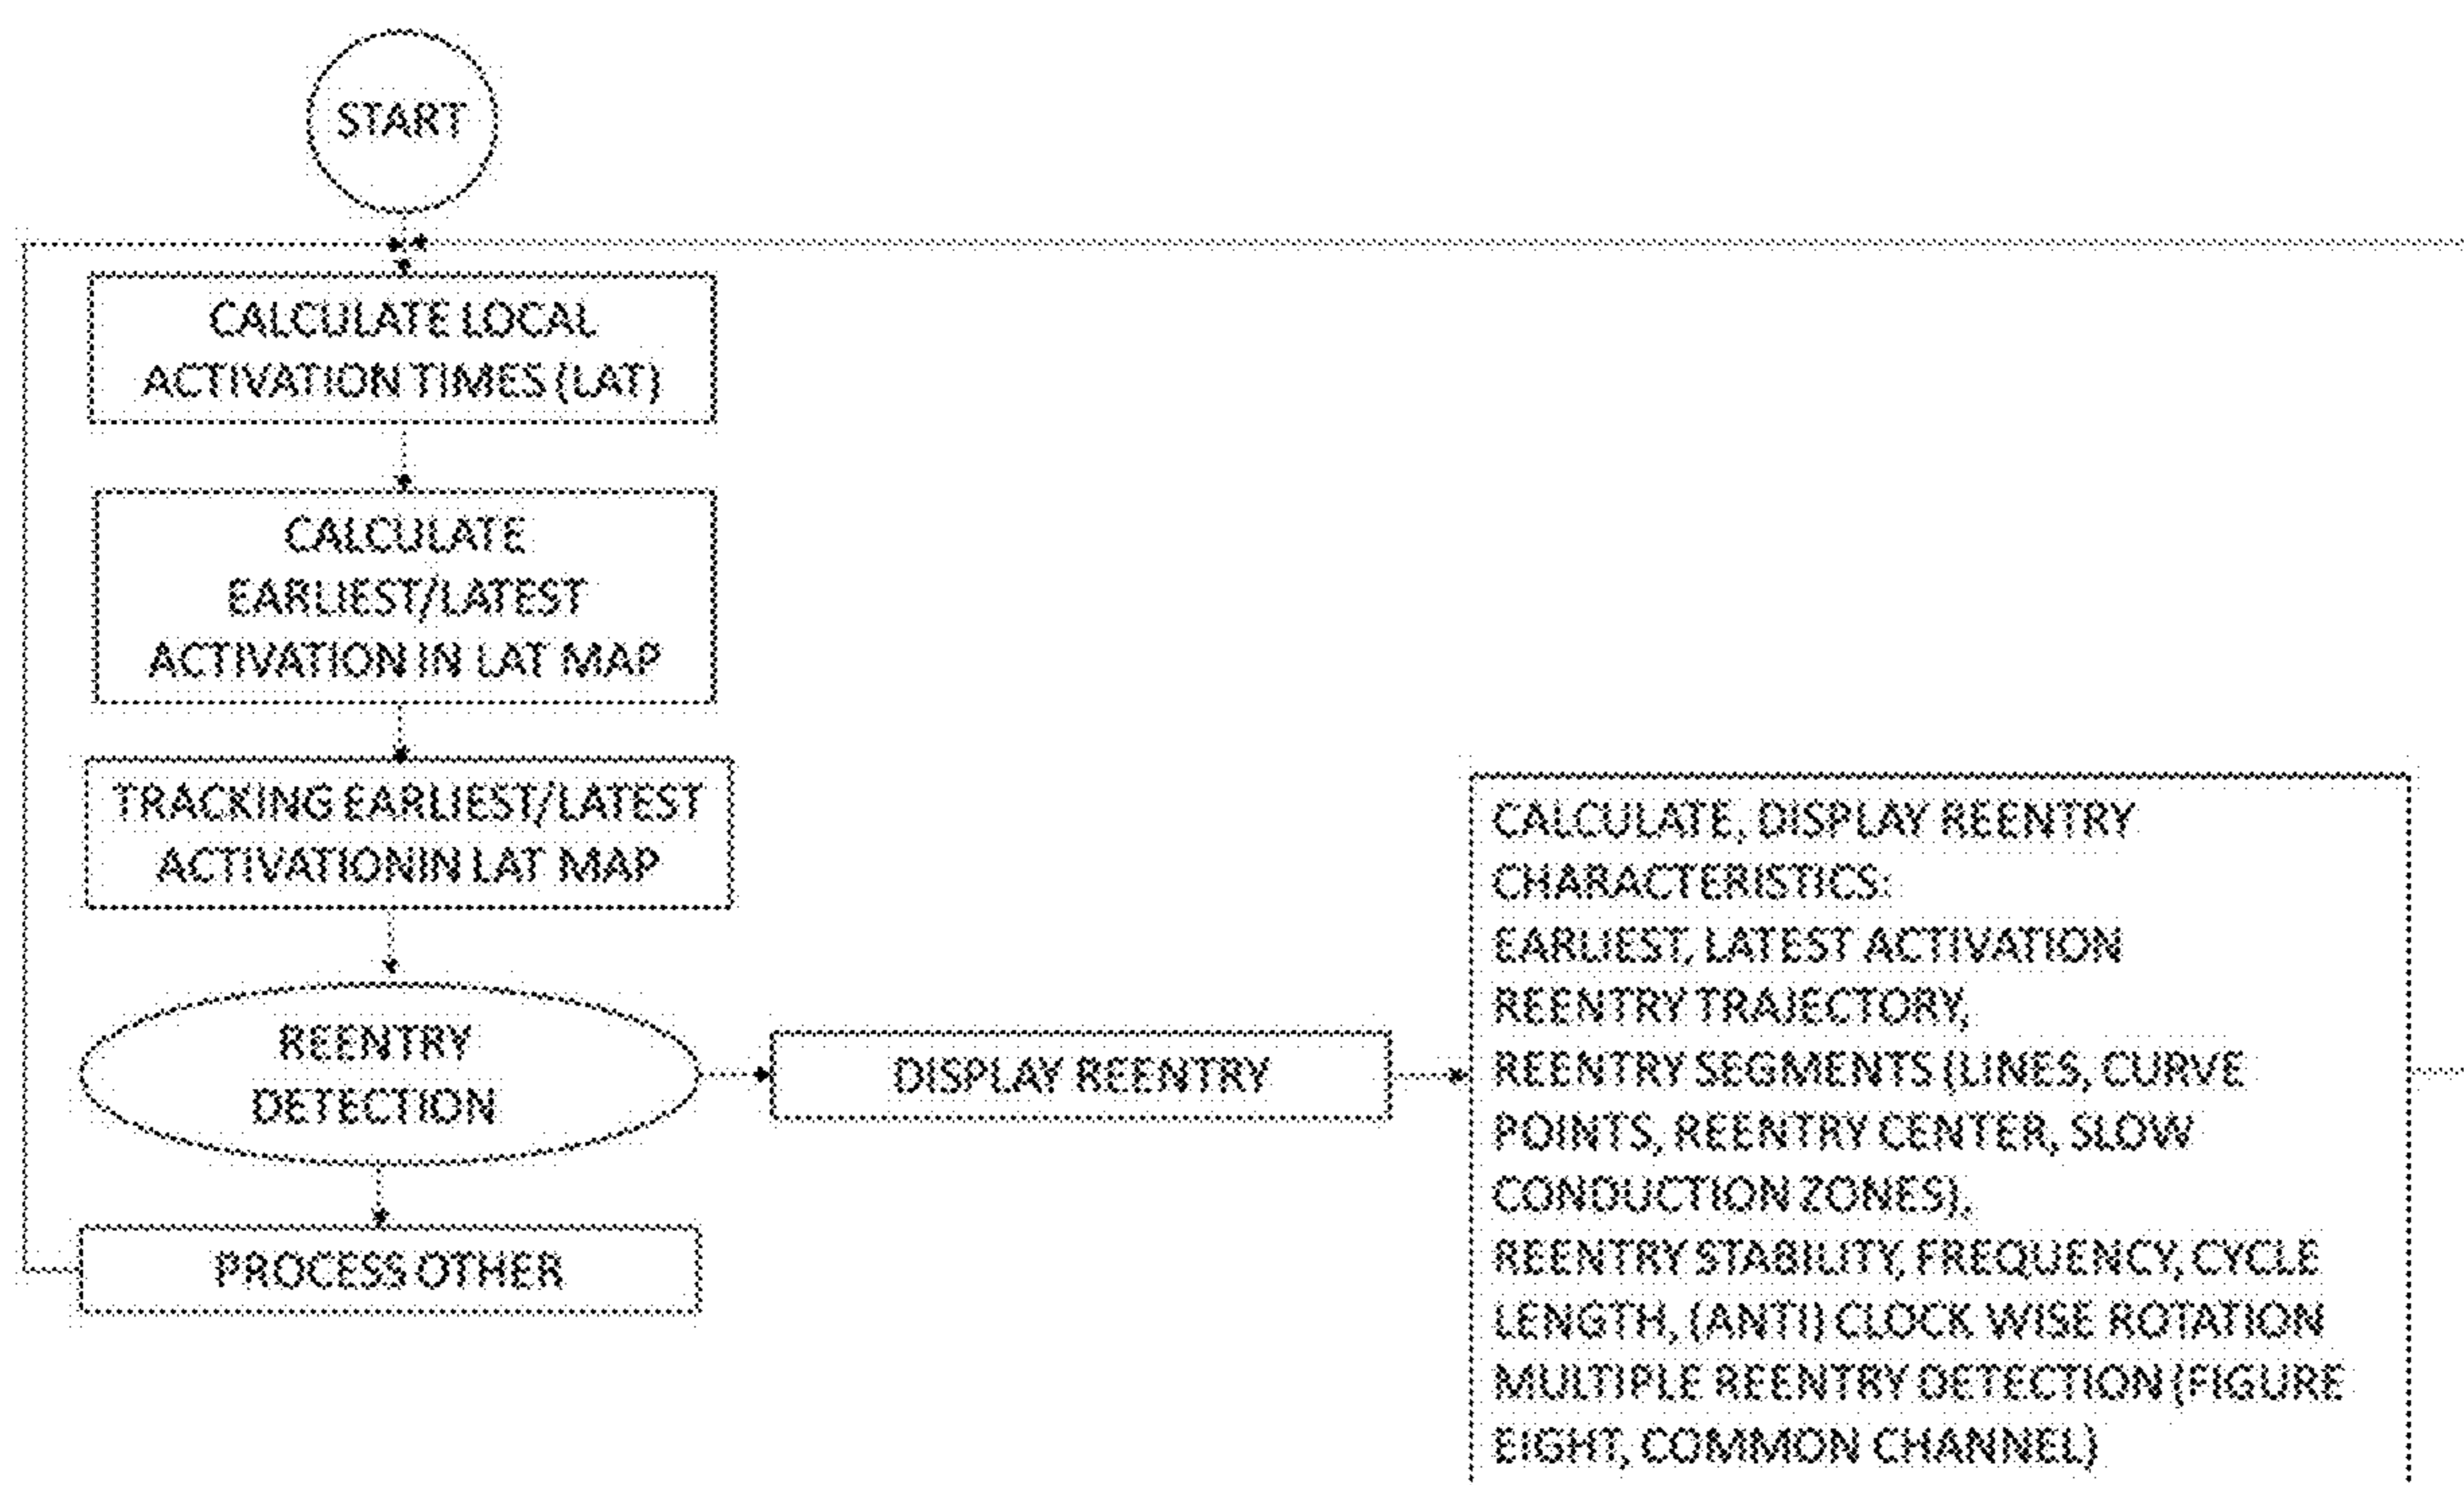 START
CALCULATE LOCAL
ACTIVATION TIMES (LAT)
CALCULATE
EARLIEST/LATEST
ACTIVATION IN LAT MAP
TRACKING EARLIEST/LATEST
ACTIVATIONIN LAT MAP
REENTRY
DETECTION
PROCESS OTHER
DISPLAY REENTRY
CALCULATE, DISPLAY REENTRY
CHARACTERISTICS:
EARLIEST, LATEST ACTIVATION
REENTRY TRAJECTORY,
REENTRY SEGMENTS (LINES, CURVE
POINTS, REENTRY CENTER, SLOW
CONDUCTION ZONES),
REENTRY STABILITY, FREQUENCY, CYCLE
LENGTH, (ANTI) CLOCK WISE ROTATION
MULTIPLE REENTRY DETECTION (FIGURE
EIGHT, COMMON CHANNEL)